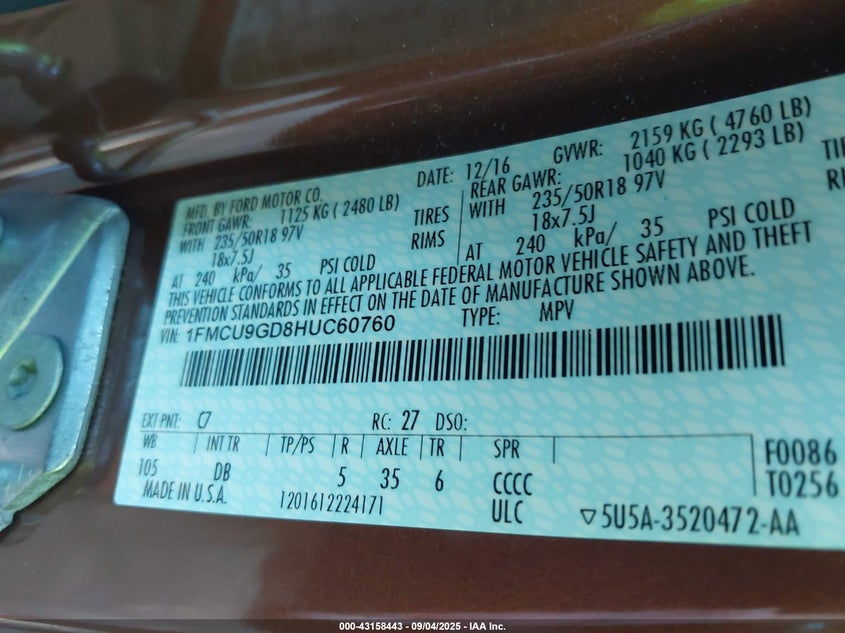 MFD. BY FORD MOTOR CO.
DATE: 12/16 GVWR: 2159 KG ( 4760 LB)
FRONT GAWR: 1125 KG ( 2480 LB) REAR GAWR: 1040 KG ( 2293 LB)
WITH 235/50R18 97V TIRES WITH 235/50R18 97V
18x7.5J RIMS 18x7.5J
AT 240 kPa/ 35 PSI COLD AT 240 kPa/ 35 PSI COLD
THIS VEHICLE CONFORMS TO ALL APPLICABLE FEDERAL MOTOR VEHICLE SAFETY AND THEFT
PREVENTION STANDARDS IN EFFECT ON THE DATE OF MANUFACTURE SHOWN ABOVE.
VIN: 1FMCU9GD8HUC60760 TYPE: MPV
EXT PNT: C7 RC: 27 DSO:
WB INT TR TP/PS R AXLE TR SPR
105 DB 5 35 6 CCCC
F0086
T0256
MADE IN U.S.A. 1201612224171 ULC ▽5U5A-3520472-AA
000-43158443 - 09/04/2025 - IAA Inc.